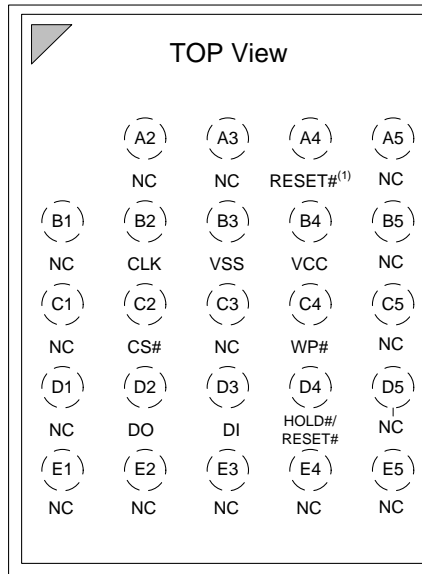 TOP View
A2 A3 A4 A5
NC NC RESET#(1) NC
B1 B2 B3 B4 B5
NC CLK VSS VCC NC
C1 C2 C3 C4 C5
NC CS# NC WP# NC
D1 D2 D3 D4 D5
NC DO DI HOLD#/ NC
RESET#
E1 E2 E3 E4 E5
NC NC NC NC NC